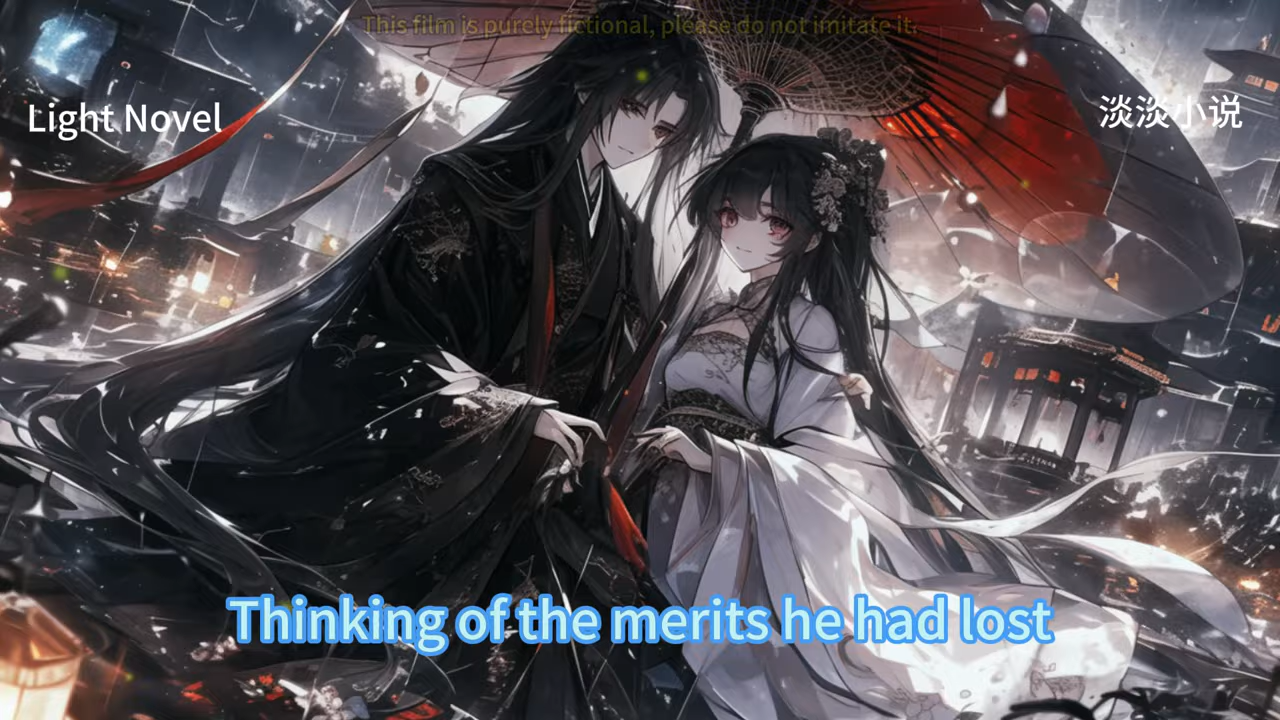 This film is purely fictional, please do not imitate it.
Light Novel
淡淡小说
Thinking of the merits he had lost